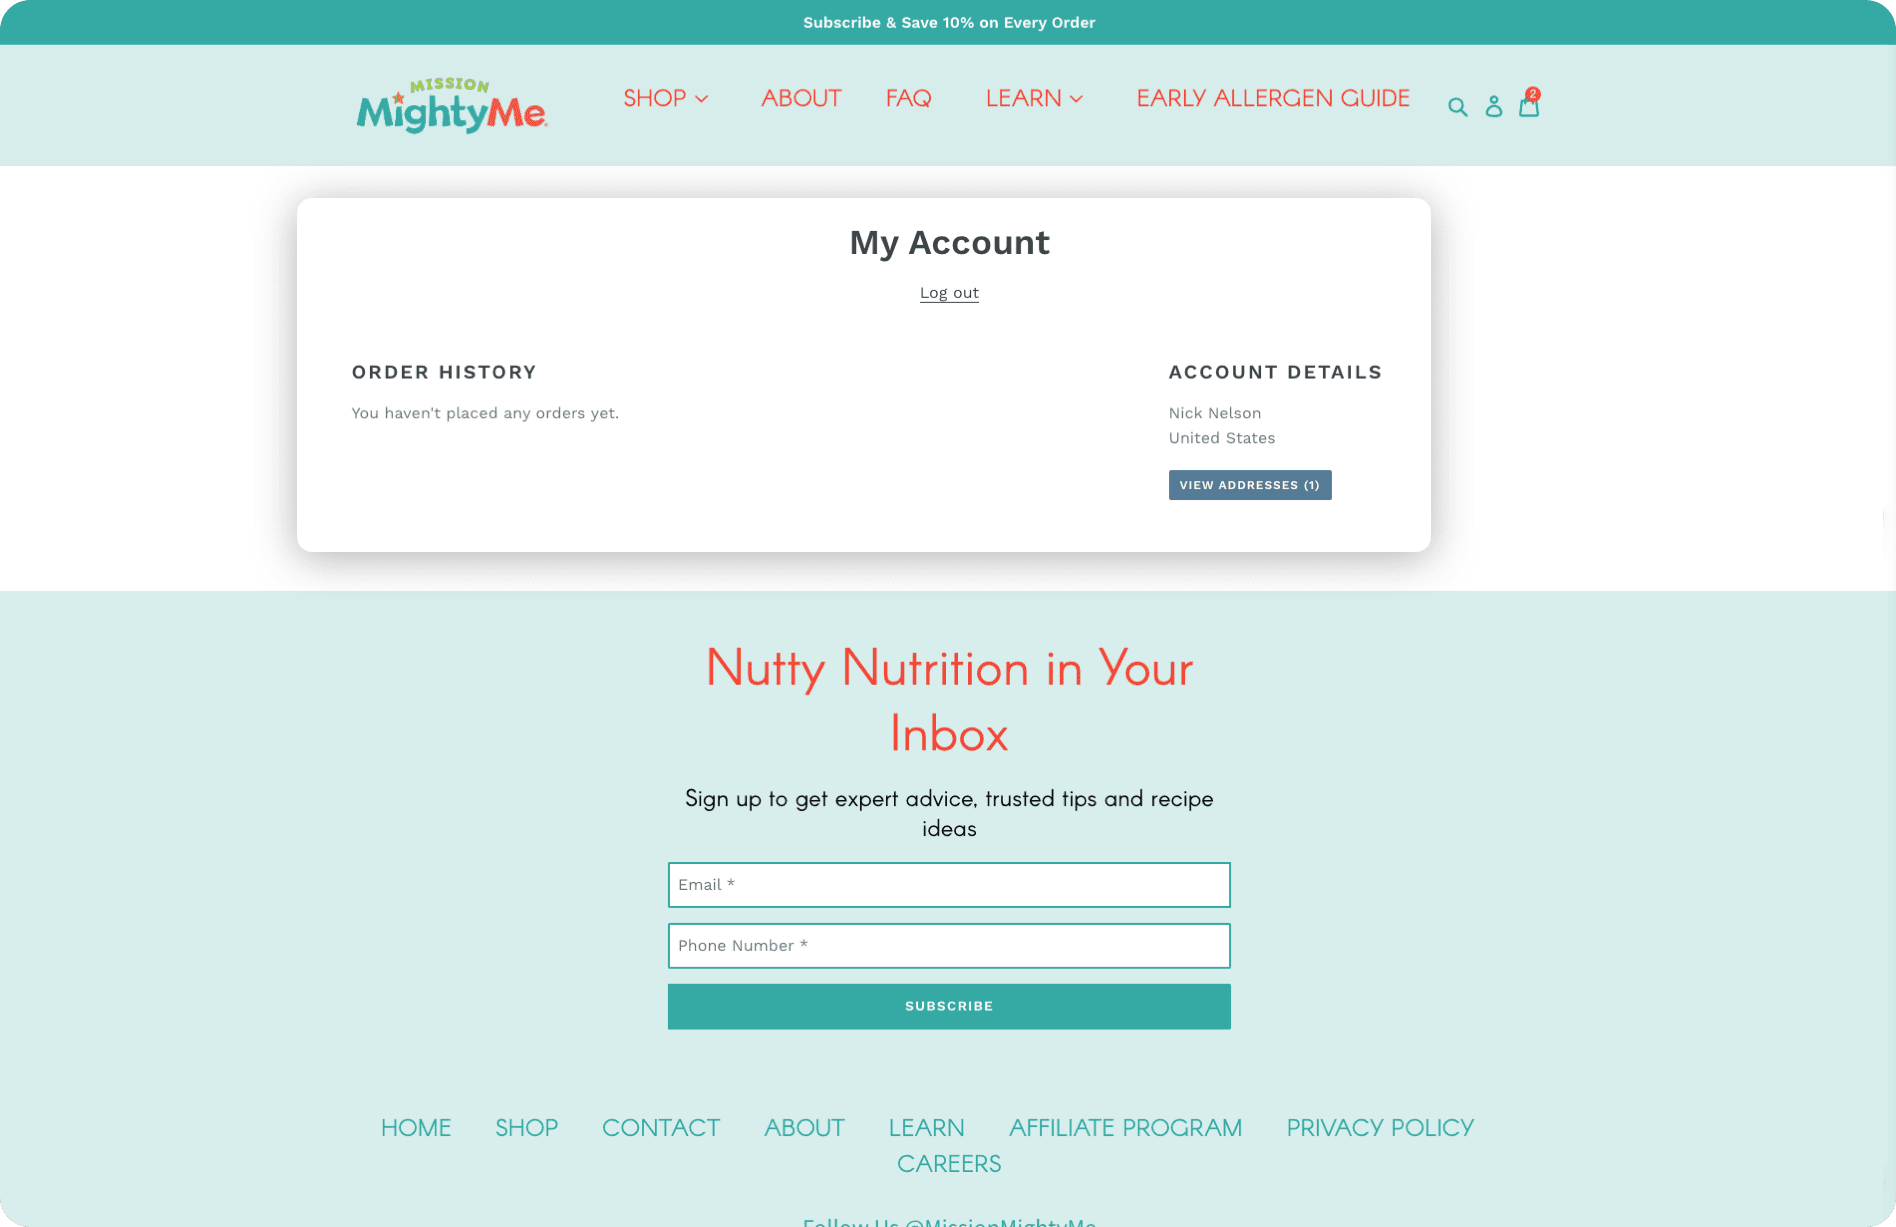 Subscribe & Save 10% on Every Order
MISSION
MightyMe
SHOP
ABOUT
FAQ
LEARN
EARLY ALLERGEN GUIDE
2
My Account
Log out
ORDER HISTORY
You haven't placed any orders yet.
ACCOUNT DETAILS
Nick Nelson
United States
VIEW ADDRESSES (1)
Nutty Nutrition in Your
Inbox
Sign up to get expert advice, trusted tips and recipe
ideas
Email *
Phone Number *
SUBSCRIBE
HOME SHOP CONTACT ABOUT LEARN AFFILIATE PROGRAM PRIVACY POLICY
CAREERS
Follow Us @MissionMightyMe